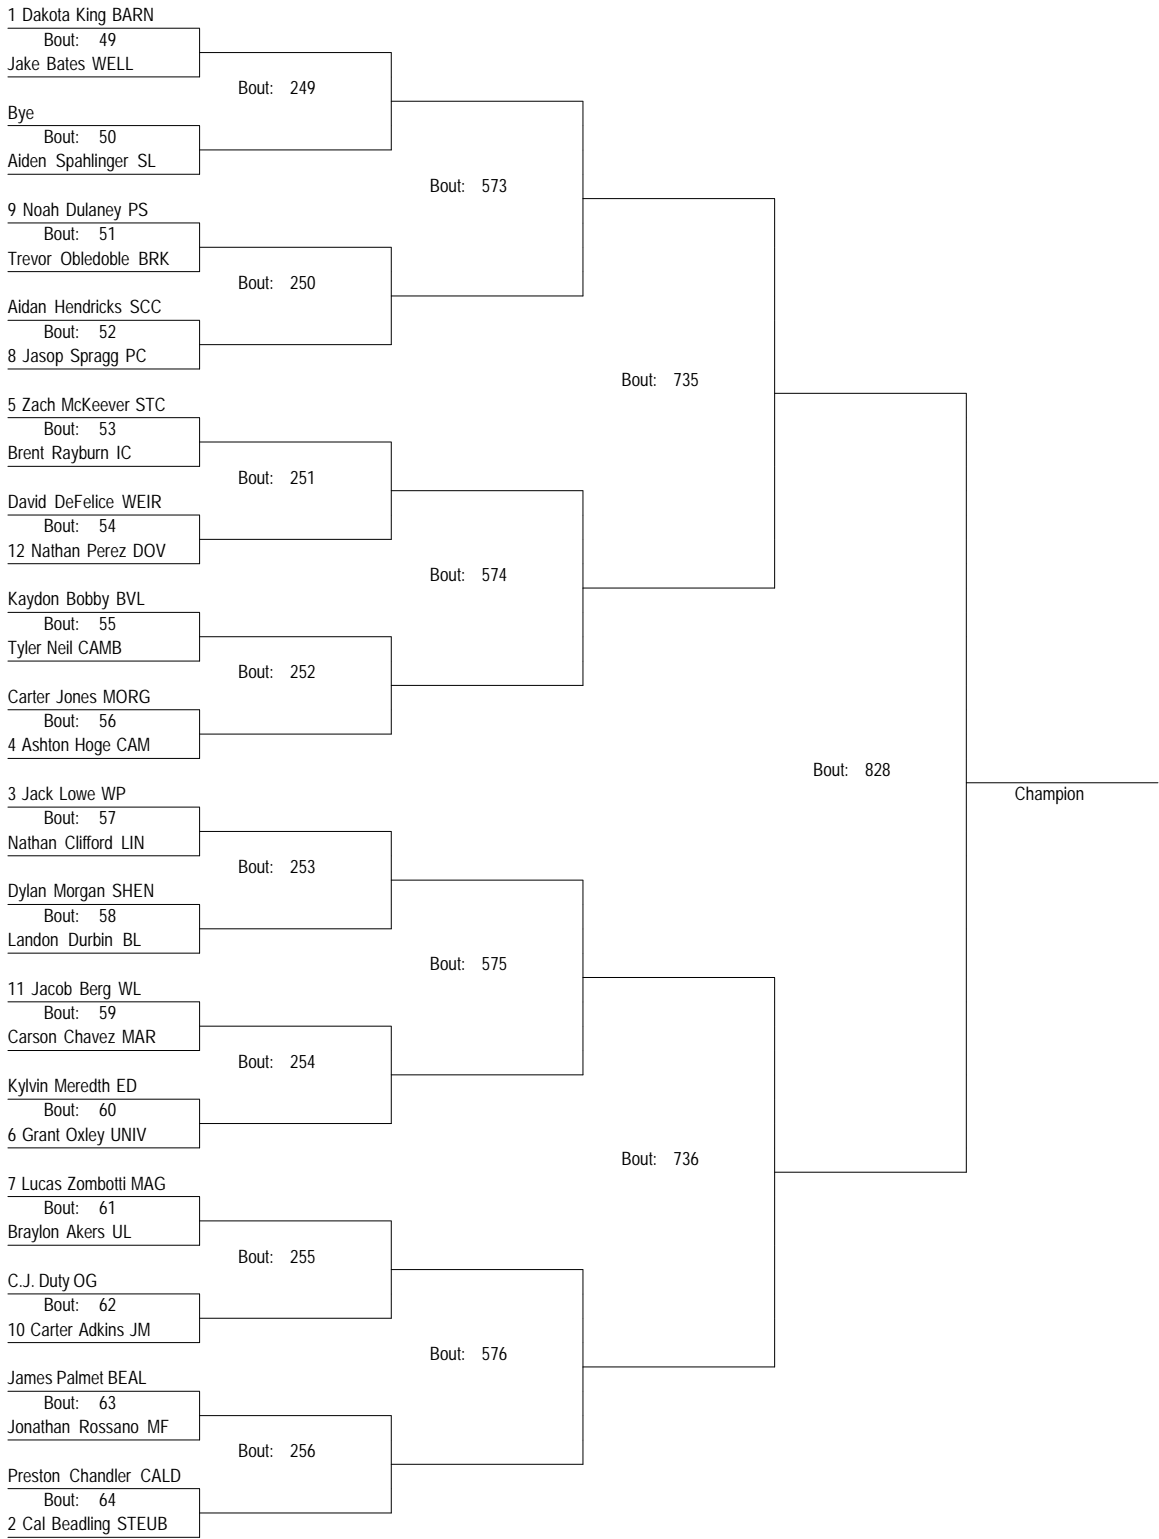 1 Dakota King BARN
Bout: 49
Jake Bates WELL
Bout: 249
Bye
Bout: 50
Aiden Spahlinger SL
Bout: 573
9 Noah Dulaney PS
Bout: 51
Trevor Obledoble BRK
Bout: 250
Aidan Hendricks SCC
Bout: 52
8 Jasop Spragg PC
Bout: 735
5 Zach McKeever STC
Bout: 53
Brent Rayburn IC
Bout: 251
David DeFelice WEIR
Bout: 54
12 Nathan Perez DOV
Bout: 574
Kaydon Bobby BVL
Bout: 55
Tyler Neil CAMB
Bout: 252
Carter Jones MORG
Bout: 56
4 Ashton Hoge CAM
Bout: 828
3 Jack Lowe WP
Champion
Bout: 57
Nathan Clifford LIN
Bout: 253
Dylan Morgan SHEN
Bout: 58
Landon Durbin BL
Bout: 575
11 Jacob Berg WL
Bout: 59
Carson Chavez MAR
Bout: 254
Kylvin Meredth ED
Bout: 60
6 Grant Oxley UNIV
Bout: 736
7 Lucas Zombotti MAG
Bout: 61
Braylon Akers UL
Bout: 255
C.J. Duty OG
Bout: 62
10 Carter Adkins JM
Bout: 576
James Palmet BEAL
Bout: 63
Jonathan Rossano MF
Bout: 256
Preston Chandler CALD
Bout: 64
2 Cal Beadling STEUB